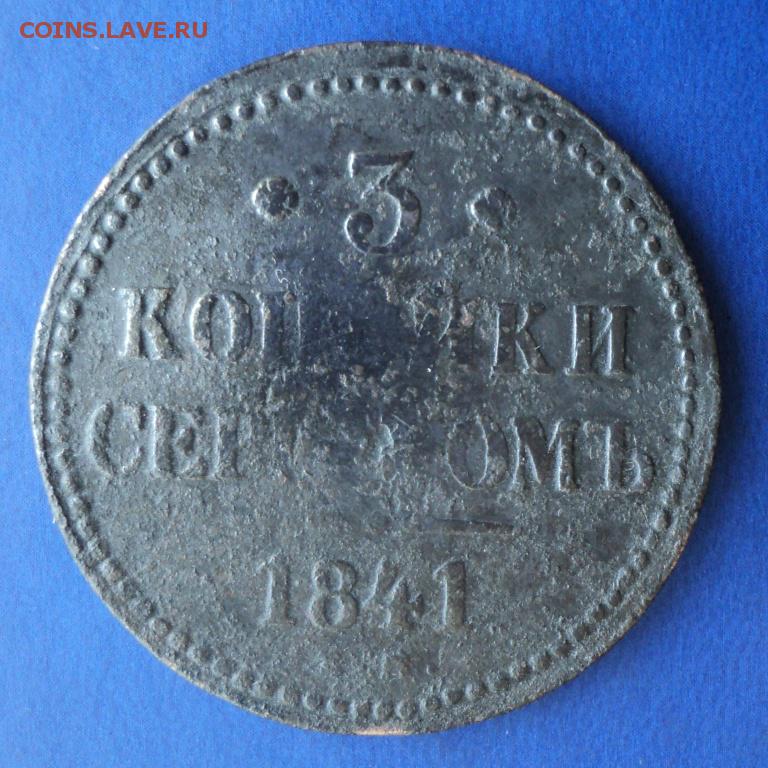 COINS.LAVE.RU
· 3 ·
КОПѢЙКИ
СЕРЕБРОМЪ
1841